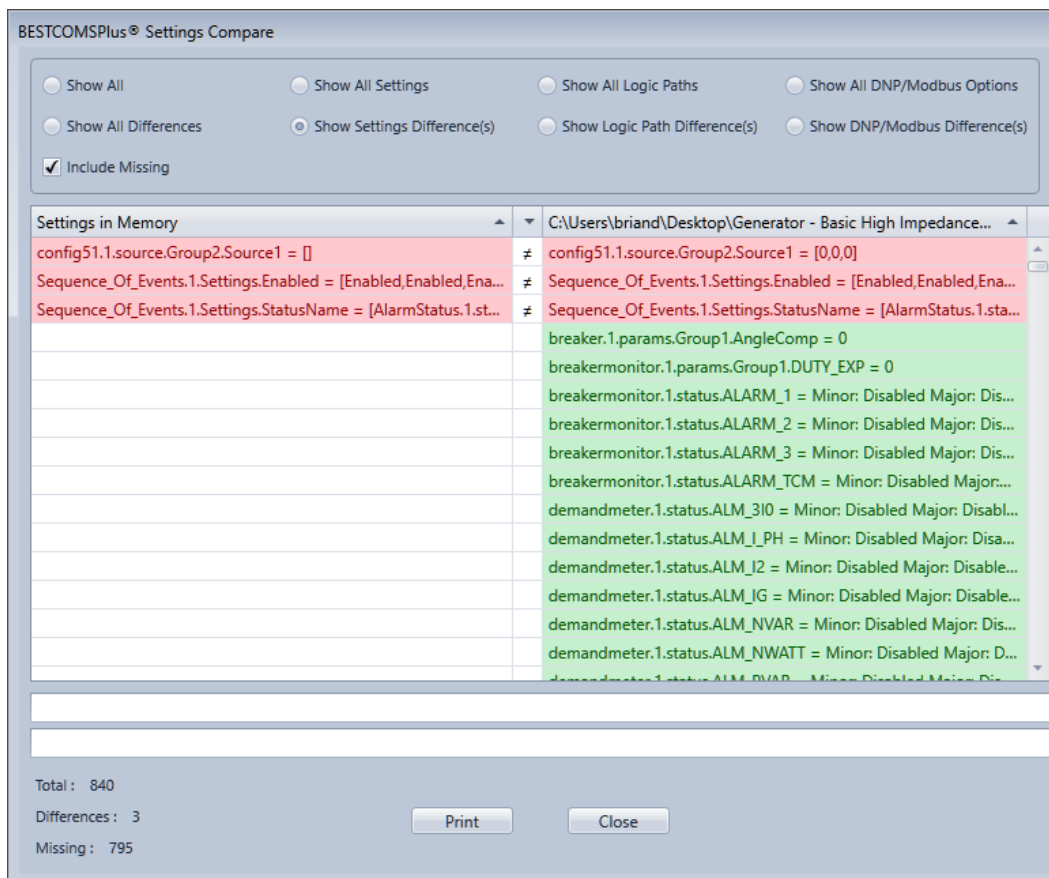 BESTCOMSPlus® Settings Compare
Show All Show All Settings Show All Logic Paths Show All DNP/Modbus Options
Show All Differences Show Settings Difference(s) Show Logic Path Difference(s) Show DNP/Modbus Difference(s)
Include Missing
Settings in Memory C:\Users\briand\Desktop\Generator - Basic High Impedance...
config51.1.source.Group2.Source1 = [] ≠ config51.1.source.Group2.Source1 = [0,0,0]
Sequence_Of_Events.1.Settings.Enabled = [Enabled,Enabled,Ena... ≠ Sequence_Of_Events.1.Settings.Enabled = [Enabled,Enabled,Ena...
Sequence_Of_Events.1.Settings.StatusName = [AlarmStatus.1.st... ≠ Sequence_Of_Events.1.Settings.StatusName = [AlarmStatus.1.sta...
breaker.1.params.Group1.AngleComp = 0
breakermonitor.1.params.Group1.DUTY_EXP = 0
breakermonitor.1.status.ALARM_1 = Minor: Disabled Major: Dis...
breakermonitor.1.status.ALARM_2 = Minor: Disabled Major: Dis...
breakermonitor.1.status.ALARM_3 = Minor: Disabled Major: Dis...
breakermonitor.1.status.ALARM_TCM = Minor: Disabled Major:...
demandmeter.1.status.ALM_3I0 = Minor: Disabled Major: Disabl...
demandmeter.1.status.ALM_I_PH = Minor: Disabled Major: Disa...
demandmeter.1.status.ALM_I2 = Minor: Disabled Major: Disable...
demandmeter.1.status.ALM_IG = Minor: Disabled Major: Disable...
demandmeter.1.status.ALM_NVAR = Minor: Disabled Major: Dis...
demandmeter.1.status.ALM_NWATT = Minor: Disabled Major: D...
demandmeter.1.status.ALM_PVAR = Minor: Disabled Major: Dis...
Total : 840
Differences : 3
Print Close
Missing : 795